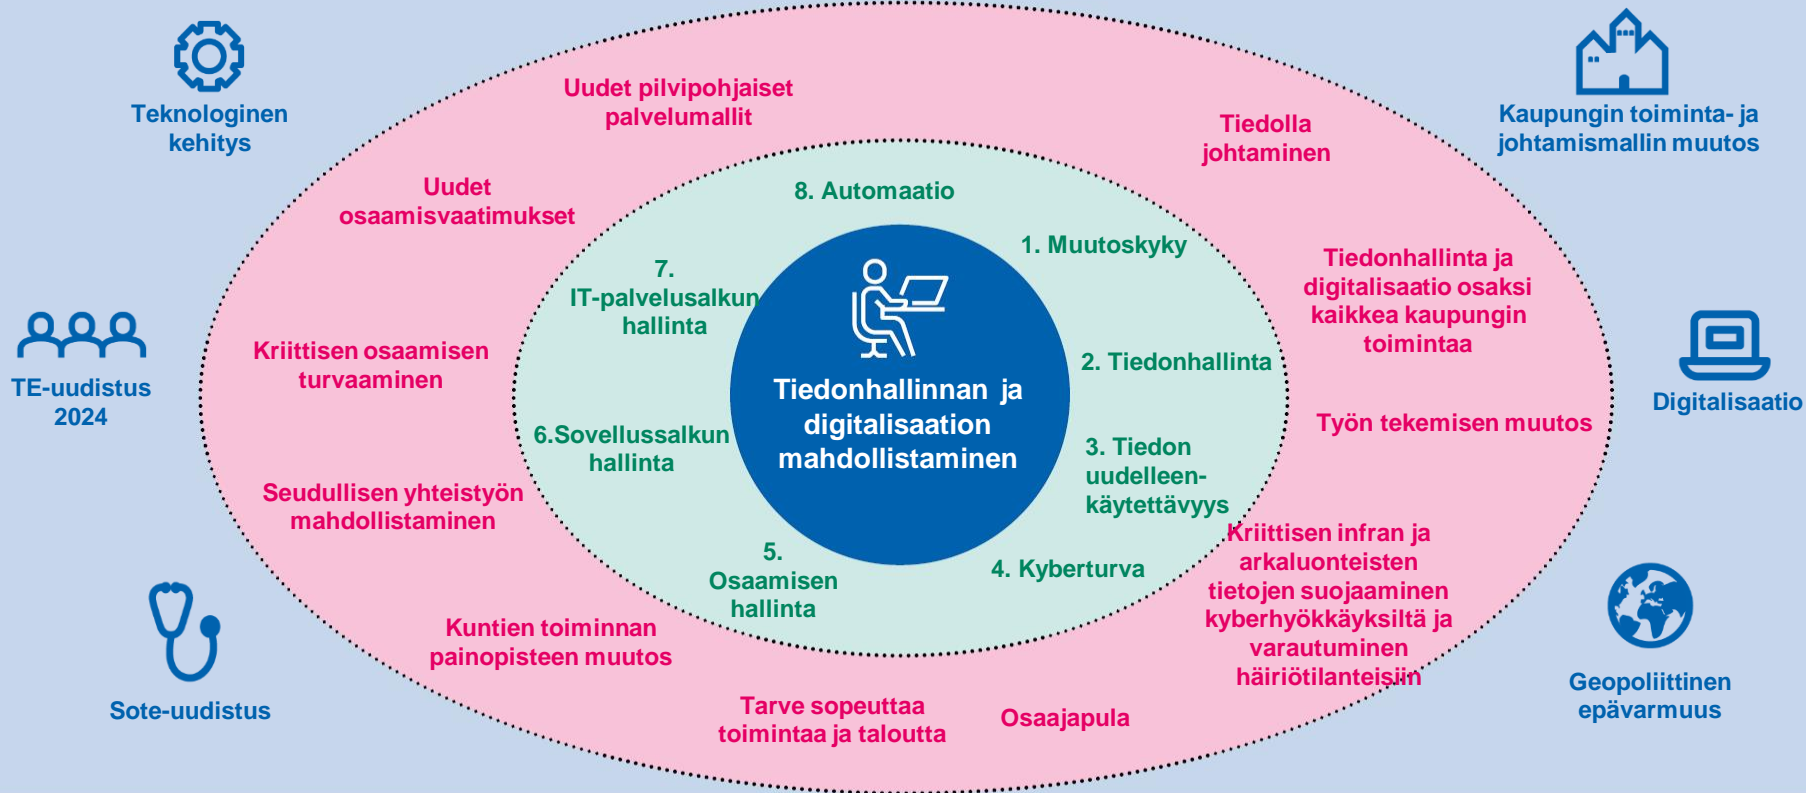 Teknologinen
kehitys
TE-uudistus
2024
Sote-uudistus
Kaupungin toiminta- ja
johtamismallin muutos
Digitalisaatio
Geopoliittinen
epävarmuus
Uudet pilvipohjaiset
palvelumallit
Tiedolla
johtaminen
Uudet
osaamisvaatimukset
Tiedonhallinta ja
digitalisaatio osaksi
kaikkea kaupungin
toimintaa
Kriittisen osaamisen
turvaaminen
Työn tekemisen muutos
Seudullisen yhteistyön
mahdollistaminen
Kriittisen infran ja
arkaluonteisten
tietojen suojaaminen
kyberhyökkäyksiltä ja
varautuminen
häiriötilanteisiin
Kuntien toiminnan
painopisteen muutos
Tarve sopeuttaa
toimintaa ja taloutta
Osaajapula
8. Automaatio
1. Muutoskyky
2. Tiedonhallinta
3. Tiedon
uudelleen-
käytettävyys
4. Kyberturva
5.
Osaamisen
hallinta
6.Sovellussalkun
hallinta
7.
IT-palvelusalkun
hallinta
Tiedonhallinnan ja
digitalisaation
mahdollistaminen